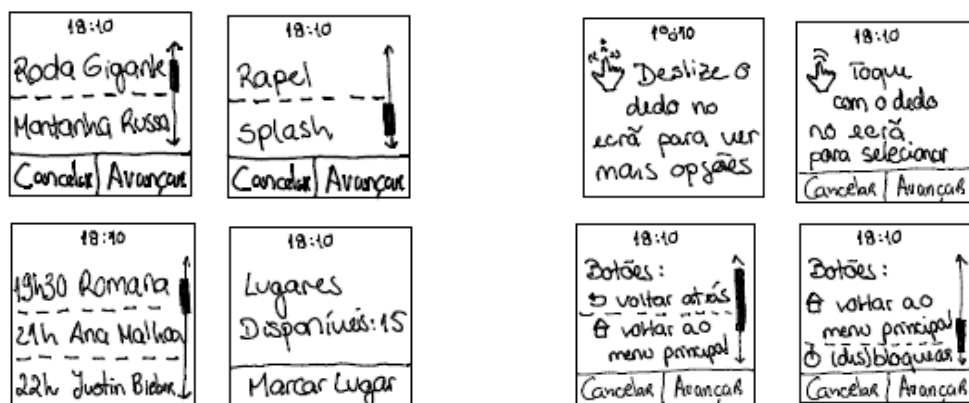 18:10
Roda Gigante
Montanha Russa
Cancelar Avançar
18:10
Rapel
Splash
Cancelar Avançar
18:10
Deslize o
dedo no
ecrã para ver
mais opções
18:10
Toque
com o dedo
no ecrã
para selecionar
Cancelar Avançar
18:10
19h30 Romana
21h Ana Malhoa
22h Justin Bieber
18:10
Lugares
Disponíveis: 15
Marcar Lugar
18:10
Botões:
voltar atrás
voltar ao
menu principal
Cancelar Avançar
18:10
Botões:
voltar ao
menu principal
(des)bloquear
Cancelar Avançar